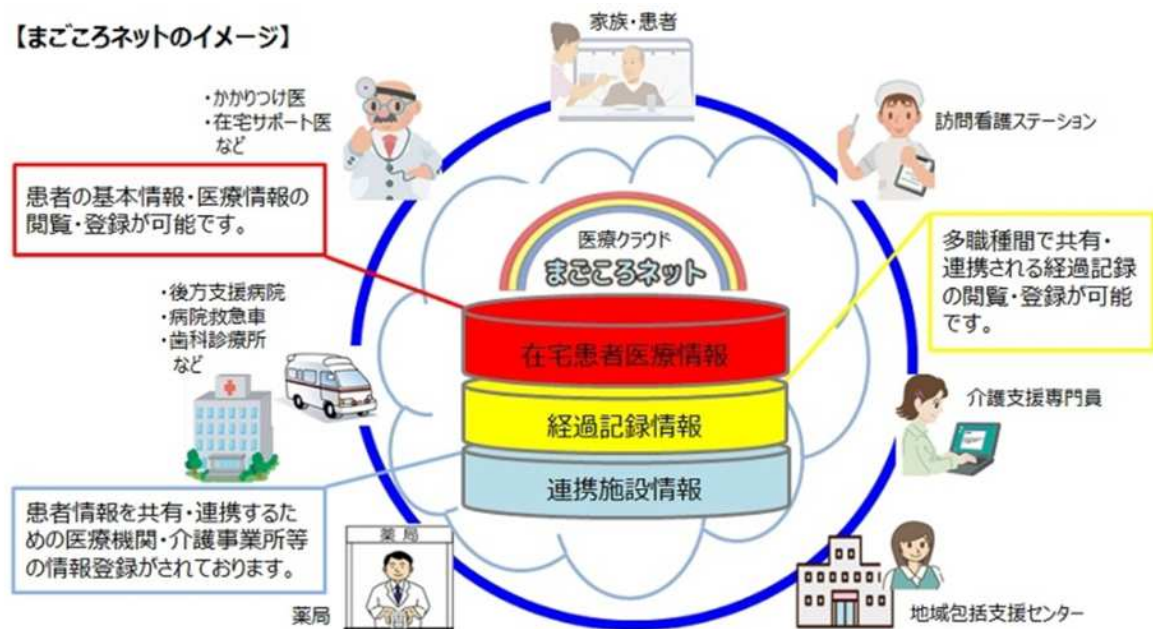 【まごころネットのイメージ】
家族・患者
・かかりつけ医
・在宅サポート医
など
訪問看護ステーション
患者の基本情報・医療情報の
閲覧・登録が可能です。
医療クラウド
まごころネット
多職種間で共有・
連携される経過記録
の閲覧・登録が可能
です。
・後方支援病院
・病院救急車
・歯科診療所
など
在宅患者医療情報
経過記録情報
連携施設情報
介護支援専門員
患者情報を共有・連携するた
めの医療機関・介護事業所等
の情報登録がされております。
薬局
薬局
地域包括支援センター